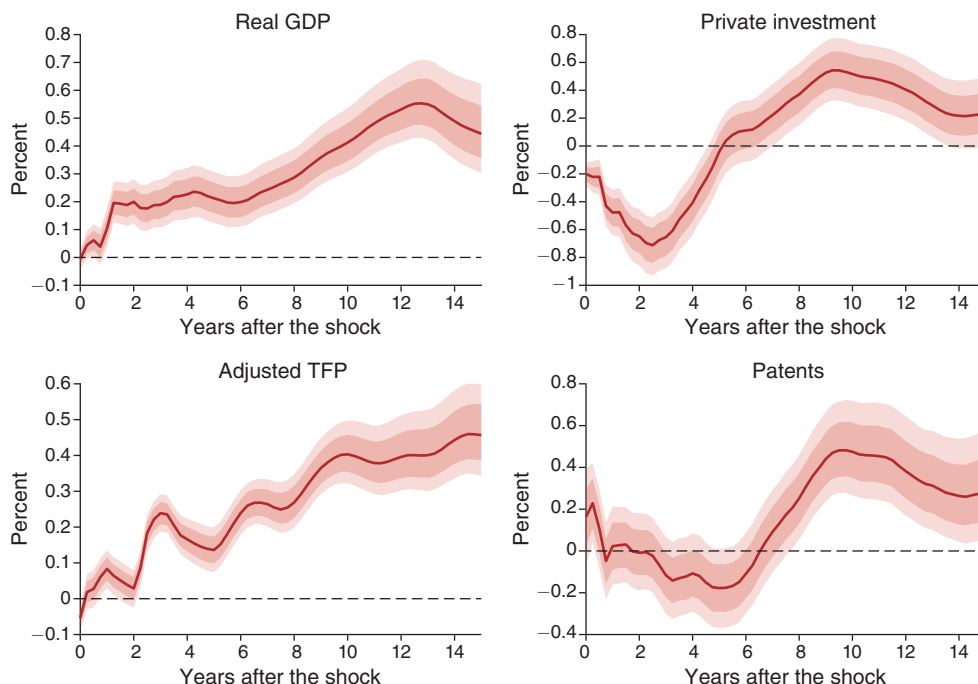 Real GDP
Percent
0.8
0.7
0.6
0.5
0.4
0.3
0.2
0.1
0
−0.1
0 2 4 6 8 10 12 14
Years after the shock
Private investment
Percent
0.8
0.6
0.4
0.2
0
−0.2
−0.4
−0.6
−0.8
−1
0 2 4 6 8 10 12 14
Years after the shock
Adjusted TFP
Percent
0.6
0.5
0.4
0.3
0.2
0.1
0
−0.1
0 2 4 6 8 10 12 14
Years after the shock
Patents
Percent
0.8
0.6
0.4
0.2
0
−0.2
−0.4
0 2 4 6 8 10 12 14
Years after the shock